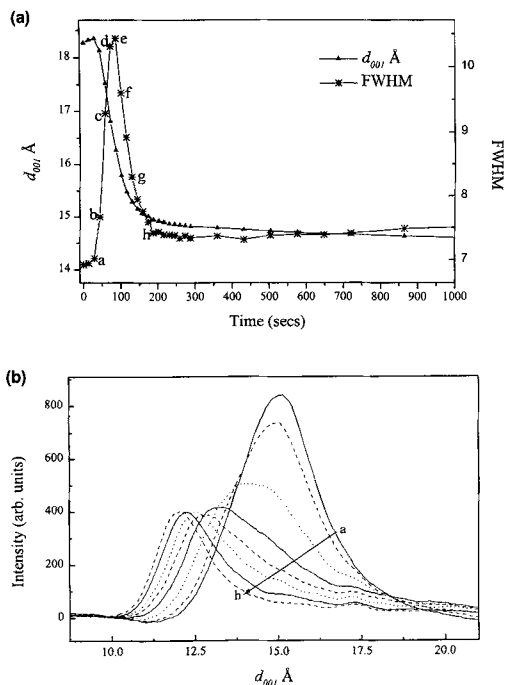 (a)
18
17
16
15
14
d001 Å
d
e
c
f
b
g
a
h
d001 Å
FWHM
10
9
8
7
FWHM
0
100
200
300
400
500
600
700
800
900
1000
Time (secs)
(b)
800
600
400
200
0
Intensity (arb. units)
a
h
10.0
12.5
15.0
17.5
20.0
d001 Å